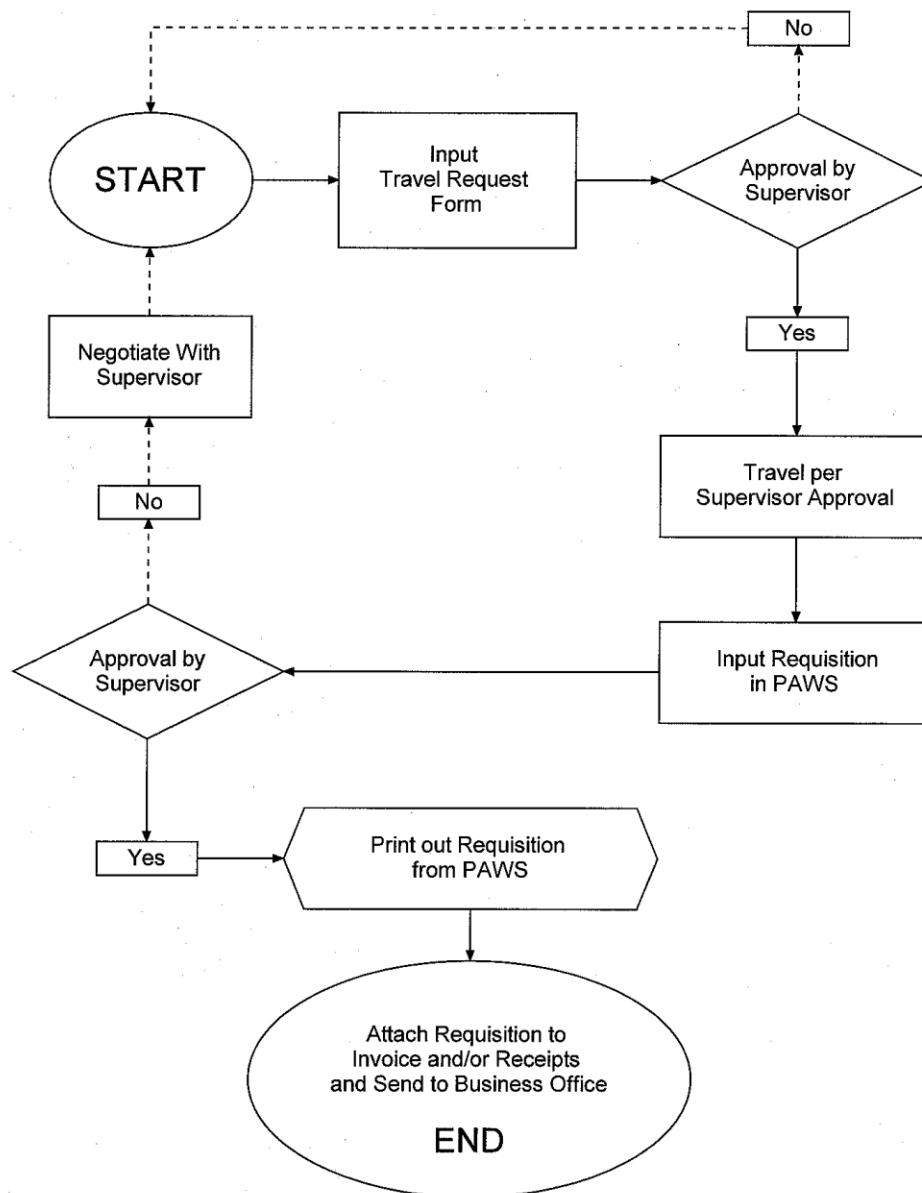 No
START
Input
Travel Request
Form
Approval by
Supervisor
Yes
Negotiate With
Supervisor
Travel per
Supervisor Approval
No
Approval by
Supervisor
Input Requisition
in PAWS
Yes
Print out Requisition
from PAWS
Attach Requisition to
Invoice and/or Receipts
and Send to Business Office
END